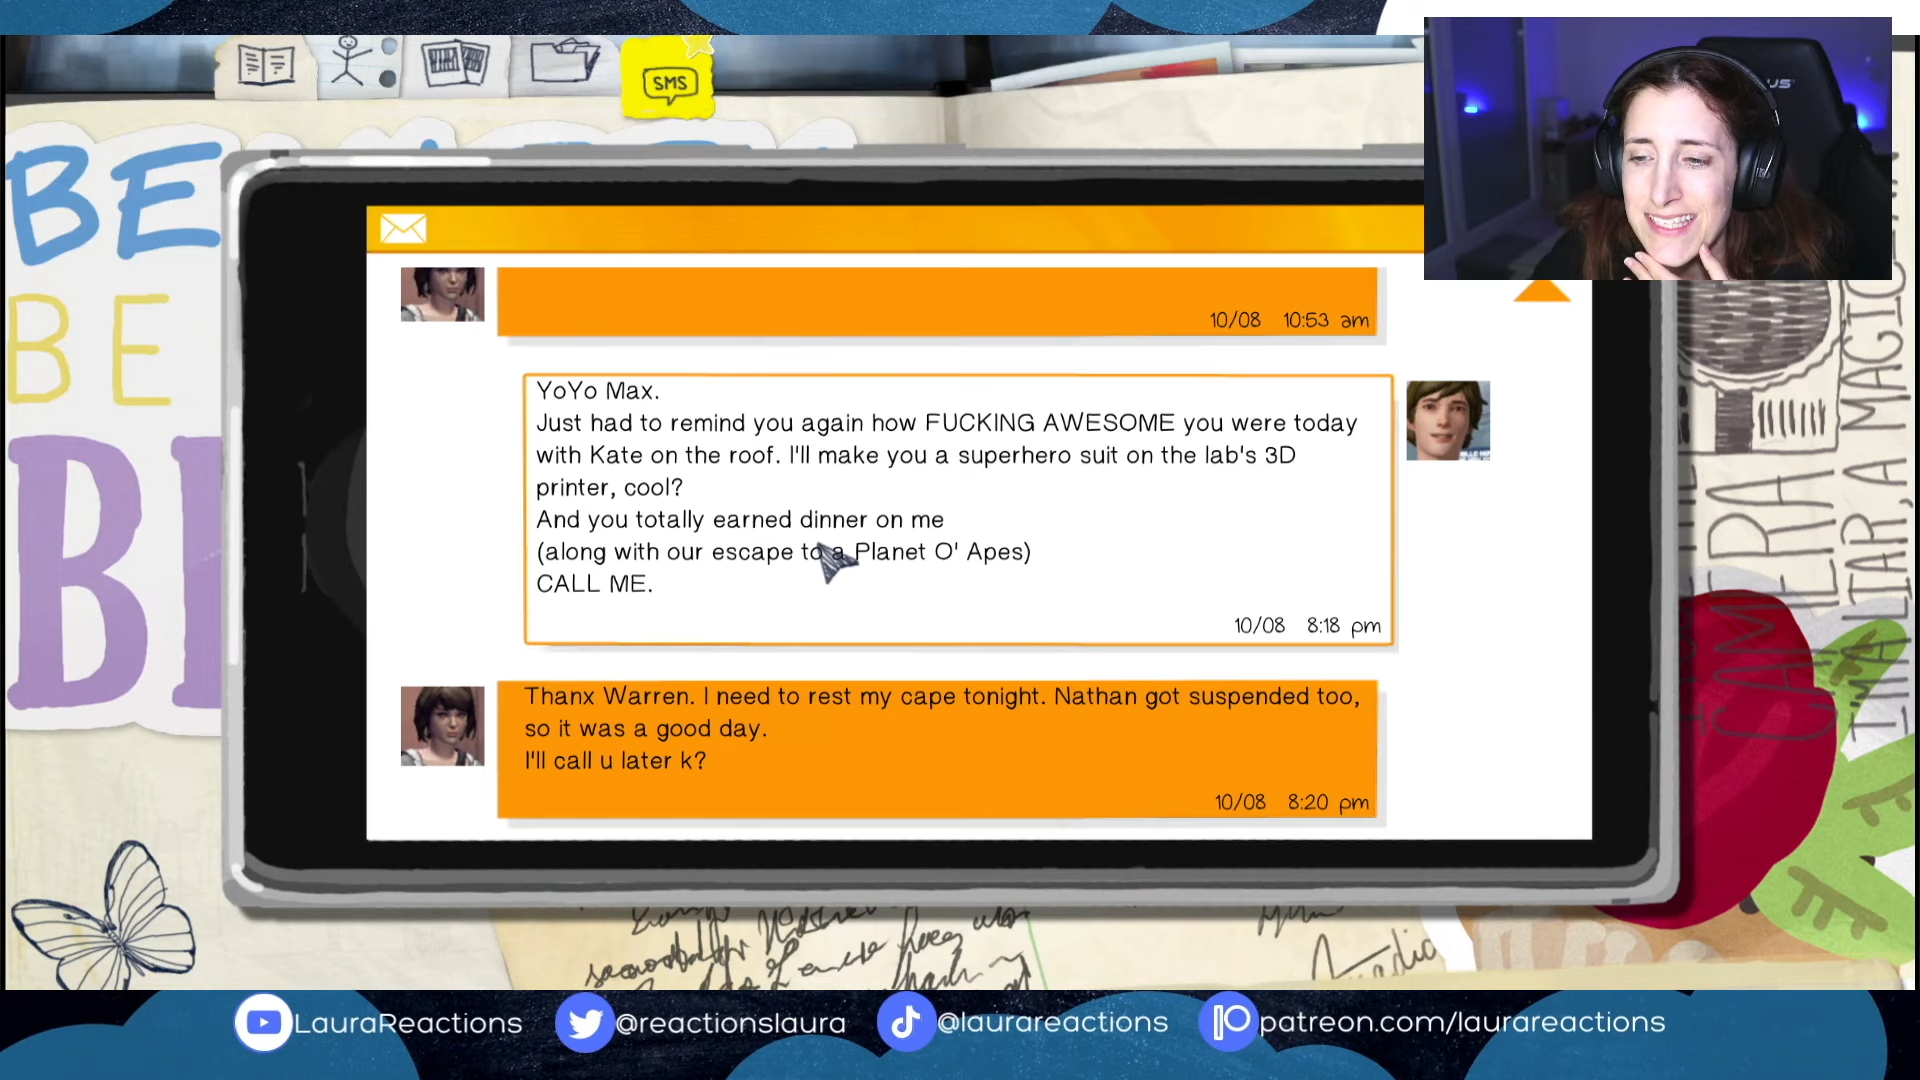 SMS
BE
BE
10/08 10:53 am
YoYo Max.
Just had to remind you again how FUCKING AWESOME you were today
with Kate on the roof. I'll make you a superhero suit on the lab's 3D
printer, cool?
And you totally earned dinner on me
(along with our escape to a Planet O' Apes)
CALL ME.
10/08 8:18 pm
Thanx Warren. I need to rest my cape tonight. Nathan got suspended too,
so it was a good day.
I'll call u later k?
10/08 8:20 pm
CAMERA
I'M A LIAR, A MAGICIAN
LauraReactions
@reactionslaura
@laurareactions
patreon.com/laurareactions